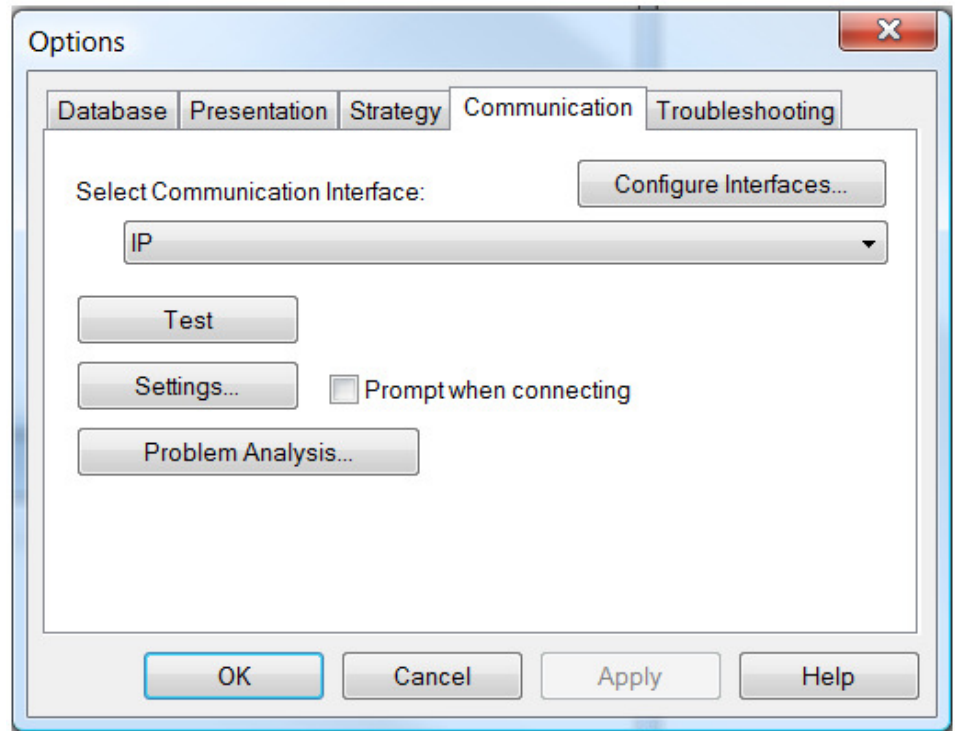 Options
Database Presentation Strategy Communication Troubleshooting
Select Communication Interface: Configure Interfaces...
IP
Test
Settings... Prompt when connecting
Problem Analysis...
OK Cancel Apply Help